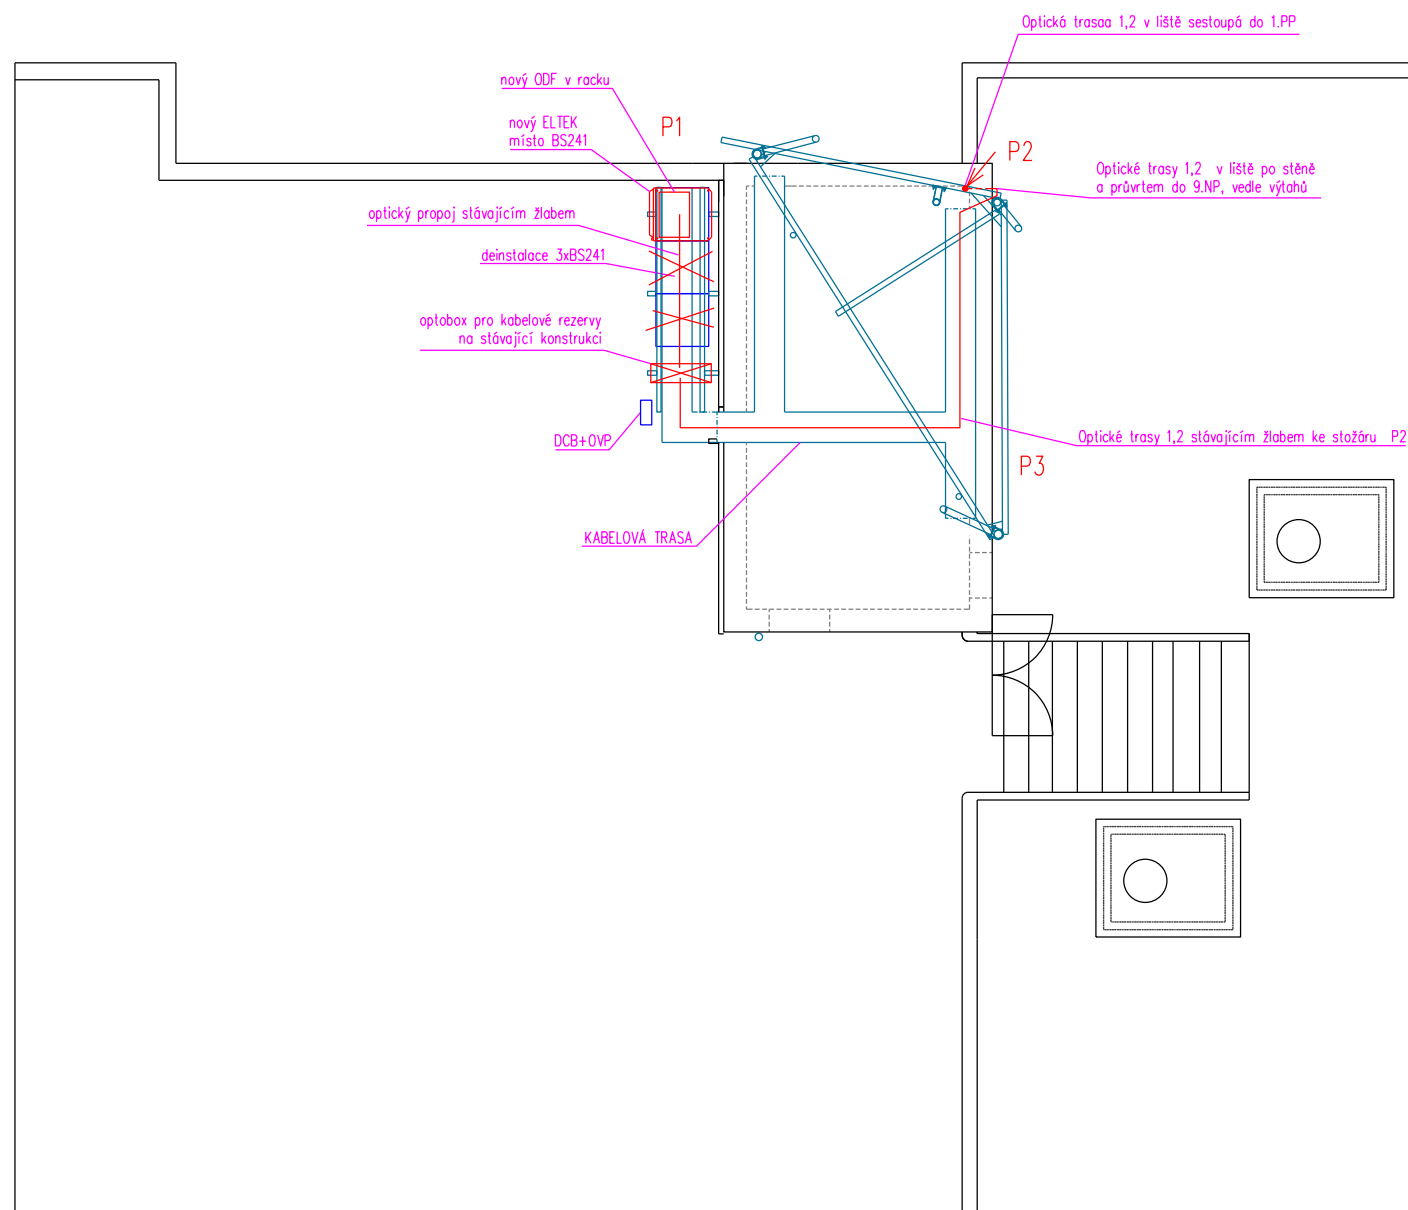 Optická trasaa 1,2 v liště sestoupá do 1.PP
nový ODF v racku
nový ELTEK
místo BS241
P1
P2
Optické trasy 1,2 v liště po stěně
a průvrtem do 9.NP, vedle výtahů
optický propoj stávajícím žlabem
deinstalace 3xBS241
optobox pro kabelové rezervy
na stávající konstrukci
DCB+OVP
Optické trasy 1,2 stávajícím žlabem ke stožáru P2
P3
KABELOVÁ TRASA